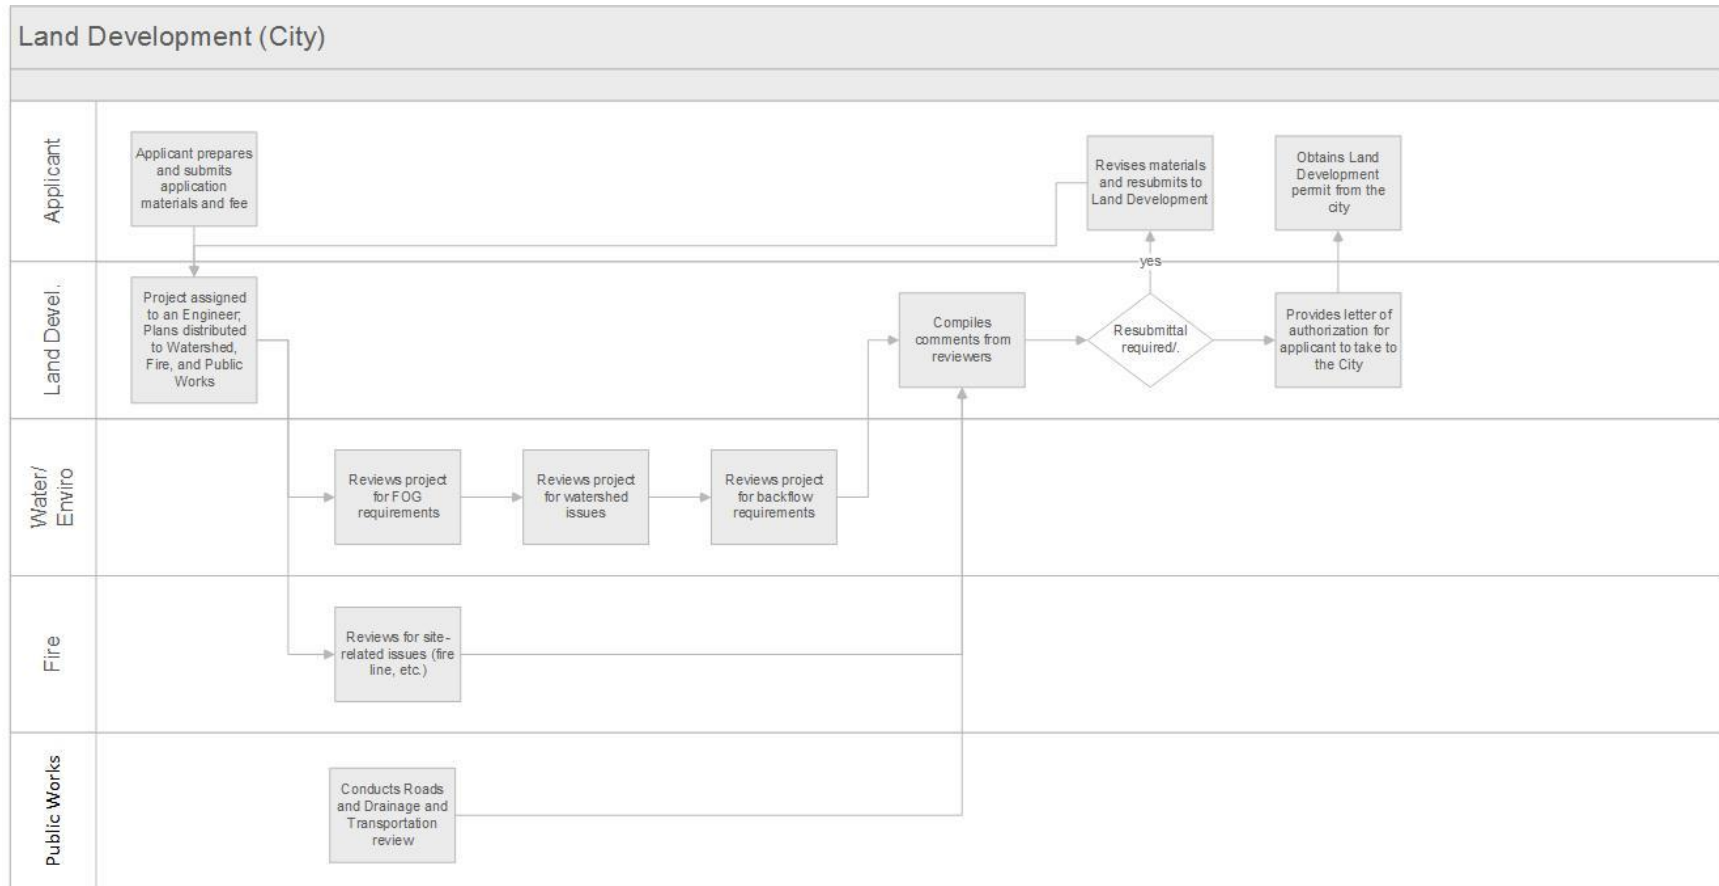 Land Development (City)
Applicant
Applicant prepares
and submits
application
materials and fee
Revises materials
and resubmits to
Land Development
Obtains Land
Development
permit from the
city
yes
Land Devel.
Project assigned
to an Engineer;
Plans distributed
to Watershed,
Fire, and Public
Works
Compiles
comments from
reviewers
Resubmittal
required/.
Provides letter of
authorization for
applicant to take to
the City
Water/
Enviro
Reviews project
for FOG
requirements
Reviews project
for watershed
issues
Reviews project
for backflow
requirements
Fire
Reviews for site-
related issues (fire
line, etc.)
Public Works
Conducts Roads
and Drainage and
Transportation
review